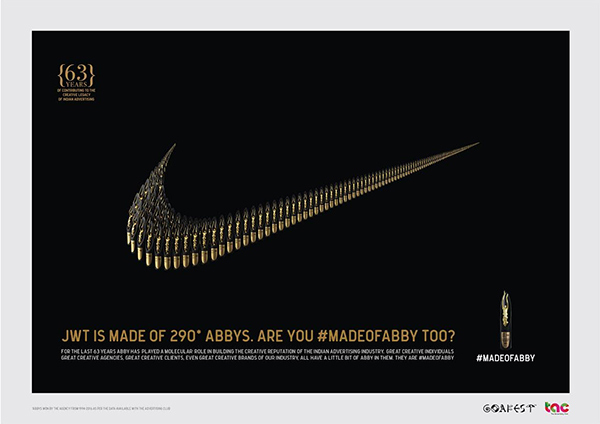 {63}
YEARS
OF CONTRIBUTING TO THE
CREATIVE LEGACY
OF INDIAN ADVERTISING
JWT IS MADE OF 290* ABBYS. ARE YOU #MADEOFABBY TOO?
FOR THE LAST 63 YEARS ABBY HAS PLAYED A MOLECULAR ROLE IN BUILDING THE CREATIVE REPUTATION OF THE INDIAN ADVERTISING INDUSTRY. GREAT CREATIVE INDIVIDUALS
GREAT CREATIVE AGENCIES, GREAT CREATIVE CLIENTS, EVEN GREAT CREATIVE BRANDS OF OUR INDUSTRY, ALL HAVE A LITTLE BIT OF ABBY IN THEM. THEY ARE #MADEOFABBY
#MADEOFABBY
GOAFEST
tac